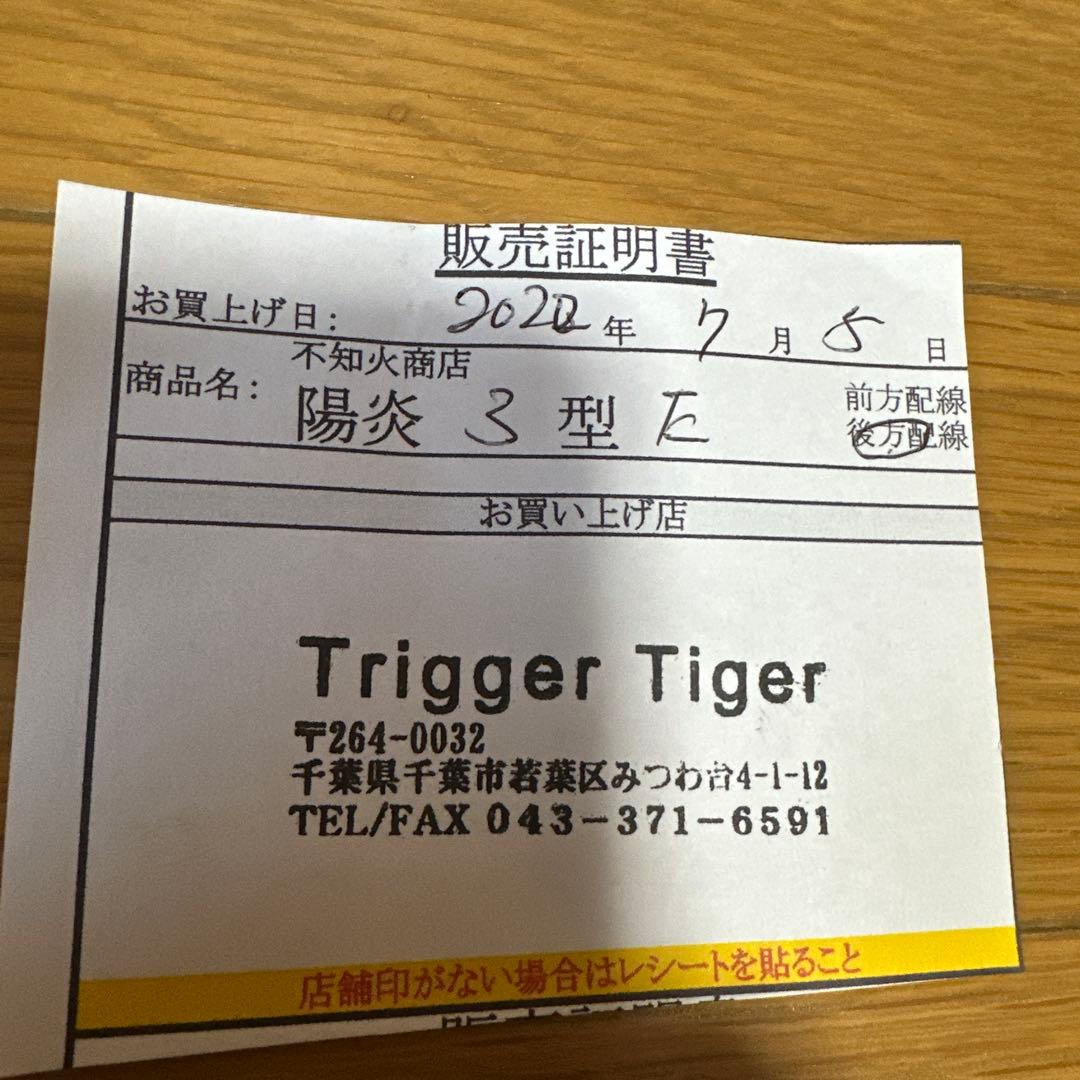 販売証明書
お買上げ日: 2022 年 7 月 5 日
不知火商店
商品名: 陽炎 3 型 E
前方配線
後方配線
お買い上げ店
Trigger Tiger
〒264-0032
千葉県千葉市若葉区みつわ台4-1-12
TEL/FAX 043-371-6591
店舗印がない場合はレシートを貼ること